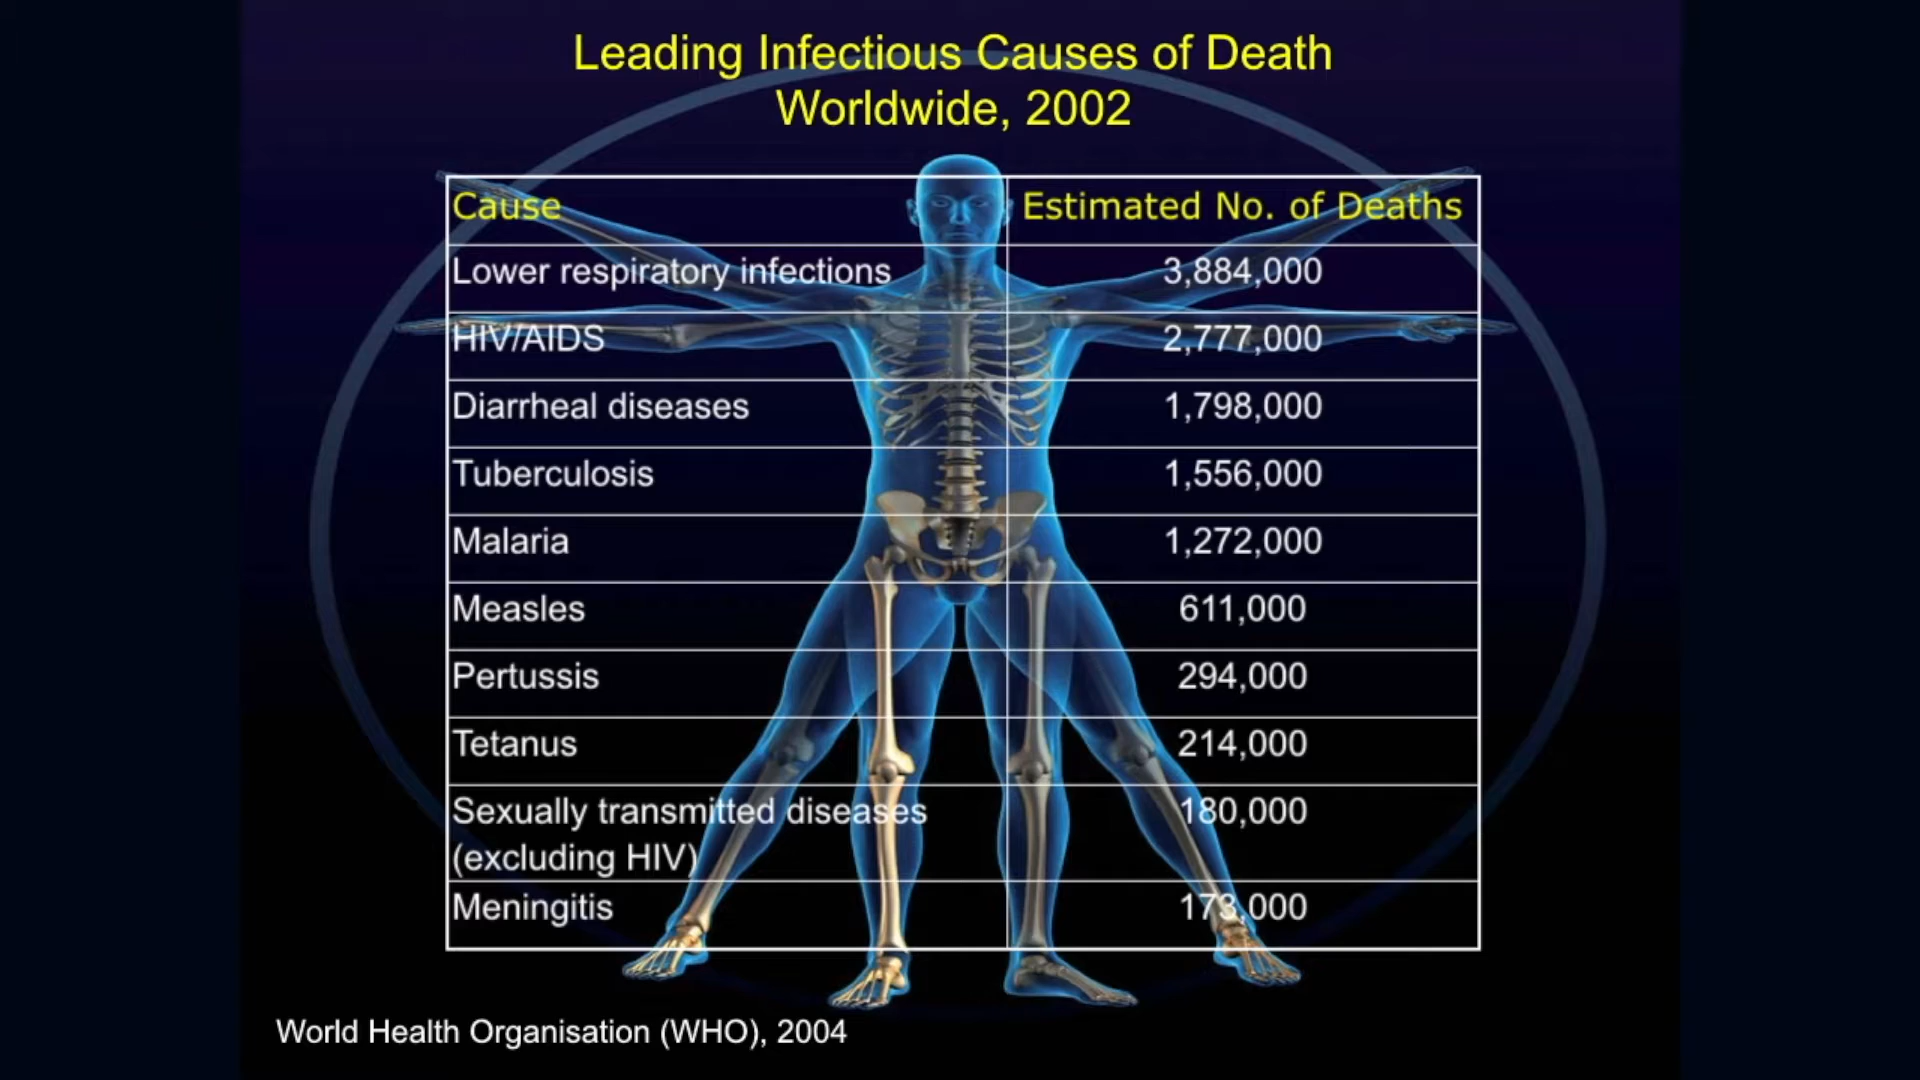 Leading Infectious Causes of Death
Worldwide, 2002
Cause Estimated No. of Deaths
Lower respiratory infections 3,884,000
HIV/AIDS 2,777,000
Diarrheal diseases 1,798,000
Tuberculosis 1,556,000
Malaria 1,272,000
Measles 611,000
Pertussis 294,000
Tetanus 214,000
Sexually transmitted diseases 180,000
(excluding HIV)
Meningitis 173,000
World Health Organisation (WHO), 2004